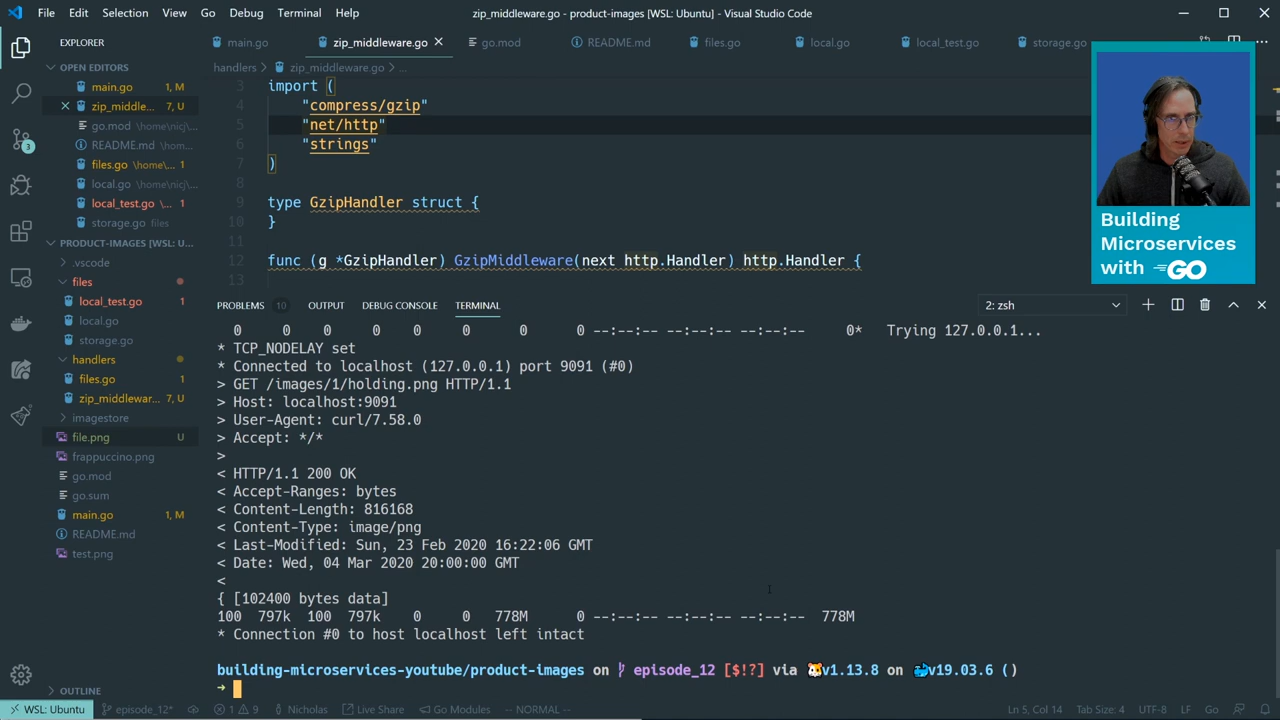 File Edit Selection View Go Debug Terminal Help
zip_middleware.go - product-images [WSL: Ubuntu] - Visual Studio Code
EXPLORER
OPEN EDITORS
main.go 1, M
zip_middle... 7, U
go.mod \home\nicj\...
README.md \hom...
files.go \home\... 1
local.go \home\nicj...
local_test.go \... 1
storage.go files
PRODUCT-IMAGES [WSL: U...
.vscode
files
local_test.go 1
local.go
storage.go
handlers
files.go 1
zip_middlewar... 7, U
imagestore
file.png U
frappuccino.png
go.mod
go.sum
main.go 1, M
README.md
test.png
OUTLINE
main.go zip_middleware.go go.mod README.md files.go local.go local_test.go storage.go
handlers > zip_middleware.go > ...
3 import (
4 "compress/gzip"
5 "net/http"
6 "strings"
7 )
8
9 type GzipHandler struct {
10 }
11
12 func (g *GzipHandler) GzipMiddleware(next http.Handler) http.Handler {
13
Building
Microservices
with GO
PROBLEMS 10 OUTPUT DEBUG CONSOLE TERMINAL 2: zsh
0 0 0 0 0 0 0 0 --:--:-- --:--:-- --:--:-- 0* Trying 127.0.0.1...
* TCP_NODELAY set
* Connected to localhost (127.0.0.1) port 9091 (#0)
> GET /images/1/holding.png HTTP/1.1
> Host: localhost:9091
> User-Agent: curl/7.58.0
> Accept: */*
>
< HTTP/1.1 200 OK
< Accept-Ranges: bytes
< Content-Length: 816168
< Content-Type: image/png
< Last-Modified: Sun, 23 Feb 2020 16:22:06 GMT
< Date: Wed, 04 Mar 2020 20:00:00 GMT
<
{ [102400 bytes data]
100 797k 100 797k 0 0 778M 0 --:--:-- --:--:-- --:--:-- 778M
* Connection #0 to host localhost left intact
building-microservices-youtube/product-images on episode_12 [$!?] via 🐹v1.13.8 on 🐳v19.03.6 ()
➜
WSL: Ubuntu episode_12* 1 9 Nicholas Live Share Go Modules -- NORMAL -- Ln 5, Col 14 Tab Size: 4 UTF-8 LF Go